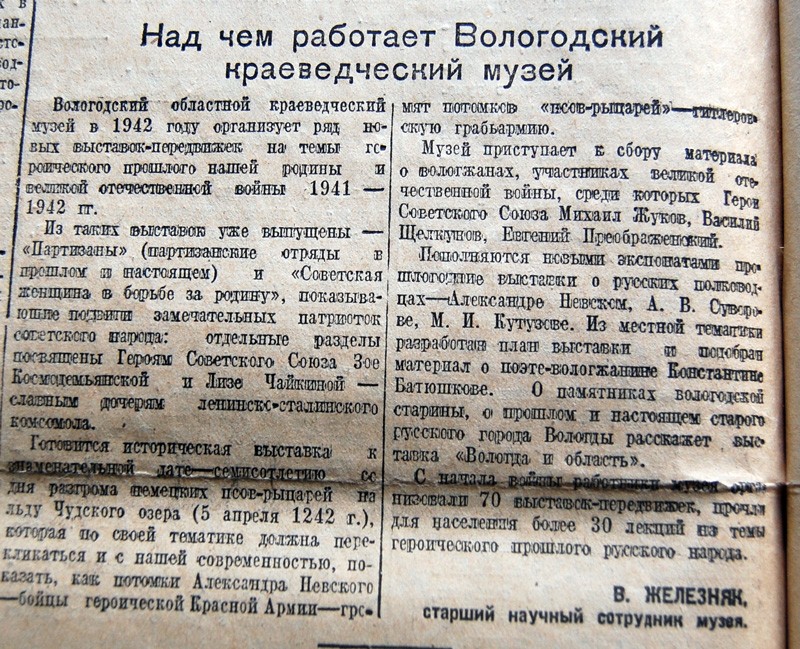 Над чем работает Вологодский
краеведческий музей
Вологодский областной краеведческий
музей в 1942 году организует ряд но-
вых выставок-передвижек на темы ге-
роического прошлого нашей родины и
великой отечественной войны 1941 —
1942 гг.
Из таких выставок уже выпущены —
«Партизаны» (партизанские отряды в
прошлом и настоящем) и «Советская
женщина в борьбе за родину», показыва-
ющие подвиги замечательных патриоток
советского народа: отдельные разделы
посвящены Героям Советского Союза Зое
Космодемьянской и Лизе Чайкиной —
славным дочерям ленинско-сталинского
комсомола.
Готовится историческая выставка к
знаменательной дате—семисотлетию со
дня разгрома немецких псов-рыцарей на
льду Чудского озера (5 апреля 1242 г.),
которая по своей тематике должна пере-
кликаться и с нашей современностью, по-
казать, как потомки Александра Невского
—бойцы героической Красной Армии—гро-
мят потомков «псов-рыцарей»—гитлеров-
скую грабьармию.
Музей приступает к сбору материала
о вологжанах, участниках великой оте-
чественной войны, среди которых Герои
Советского Союза Михаил Жуков, Василий
Щелкунов, Евгений Преображенский.
Пополняются новыми экспонатами про-
шлогодние выставки о русских полковод-
цах—Александре Невском, А. В. Суворо-
ве, М. И. Кутузове. Из местной тематики
разработан план выставки и подобран
материал о поэте-вологжанине Константине
Батюшкове. О памятниках вологодской
старины, о прошлом и настоящем старого
русского города Вологды расскажет выс-
тавка «Вологда и область».
С начала войны работники музея орга-
низовали 70 выставок-передвижек, прочли
для населения более 30 лекций на темы
героического прошлого русского народа.
В. ЖЕЛЕЗНЯК,
старший научный сотрудник музея.